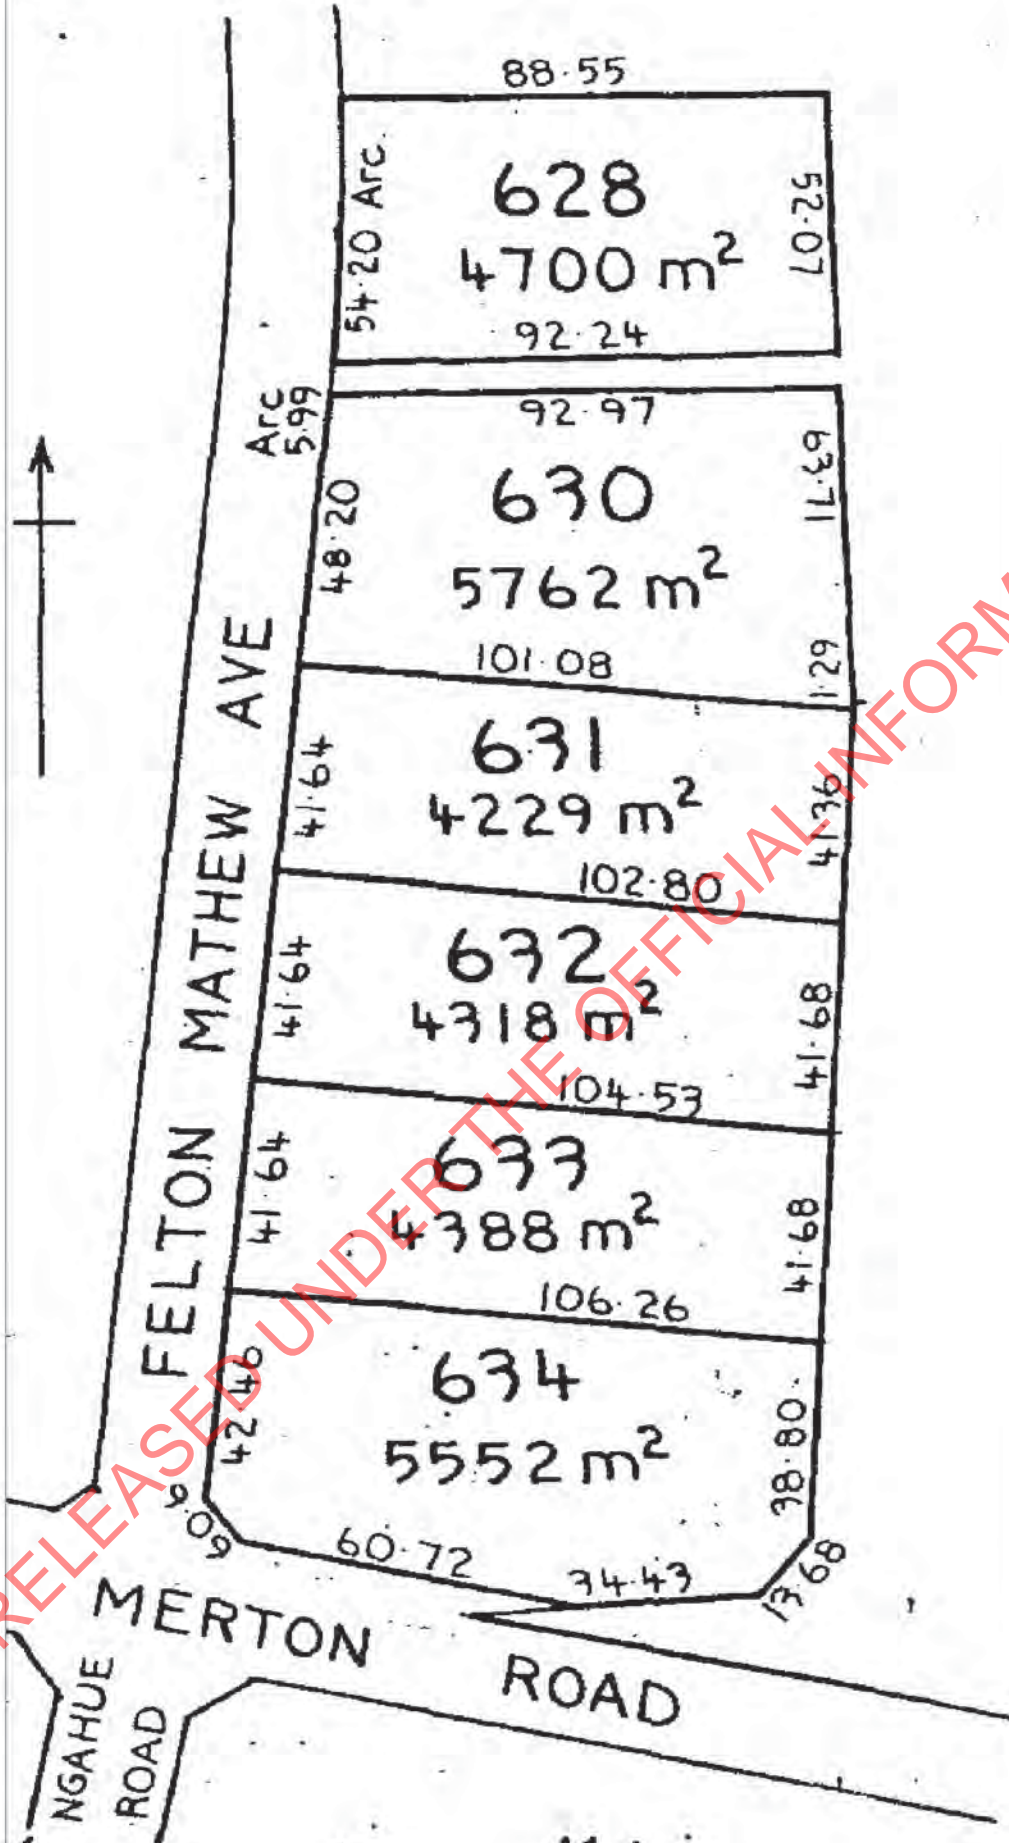 88·55
54·20 Arc.
628
4700 m²
52·07
92·24
Arc
5.99
92·97
48·20
630
5762 m²
63·71
1·29
101·08
41·64
631
4229 m²
41·36
102·80
41·64
632
4318 m²
41·68
104·53
41·64
633
4388 m²
41·68
106·26
42·40
634
5552 m²
38·80
9·09
60·72
34·43
13·68
FELTON MATHEW AVE
MERTON ROAD
NGAHUE
ROAD
RELEASED UNDER THE OFFICIAL INFORM